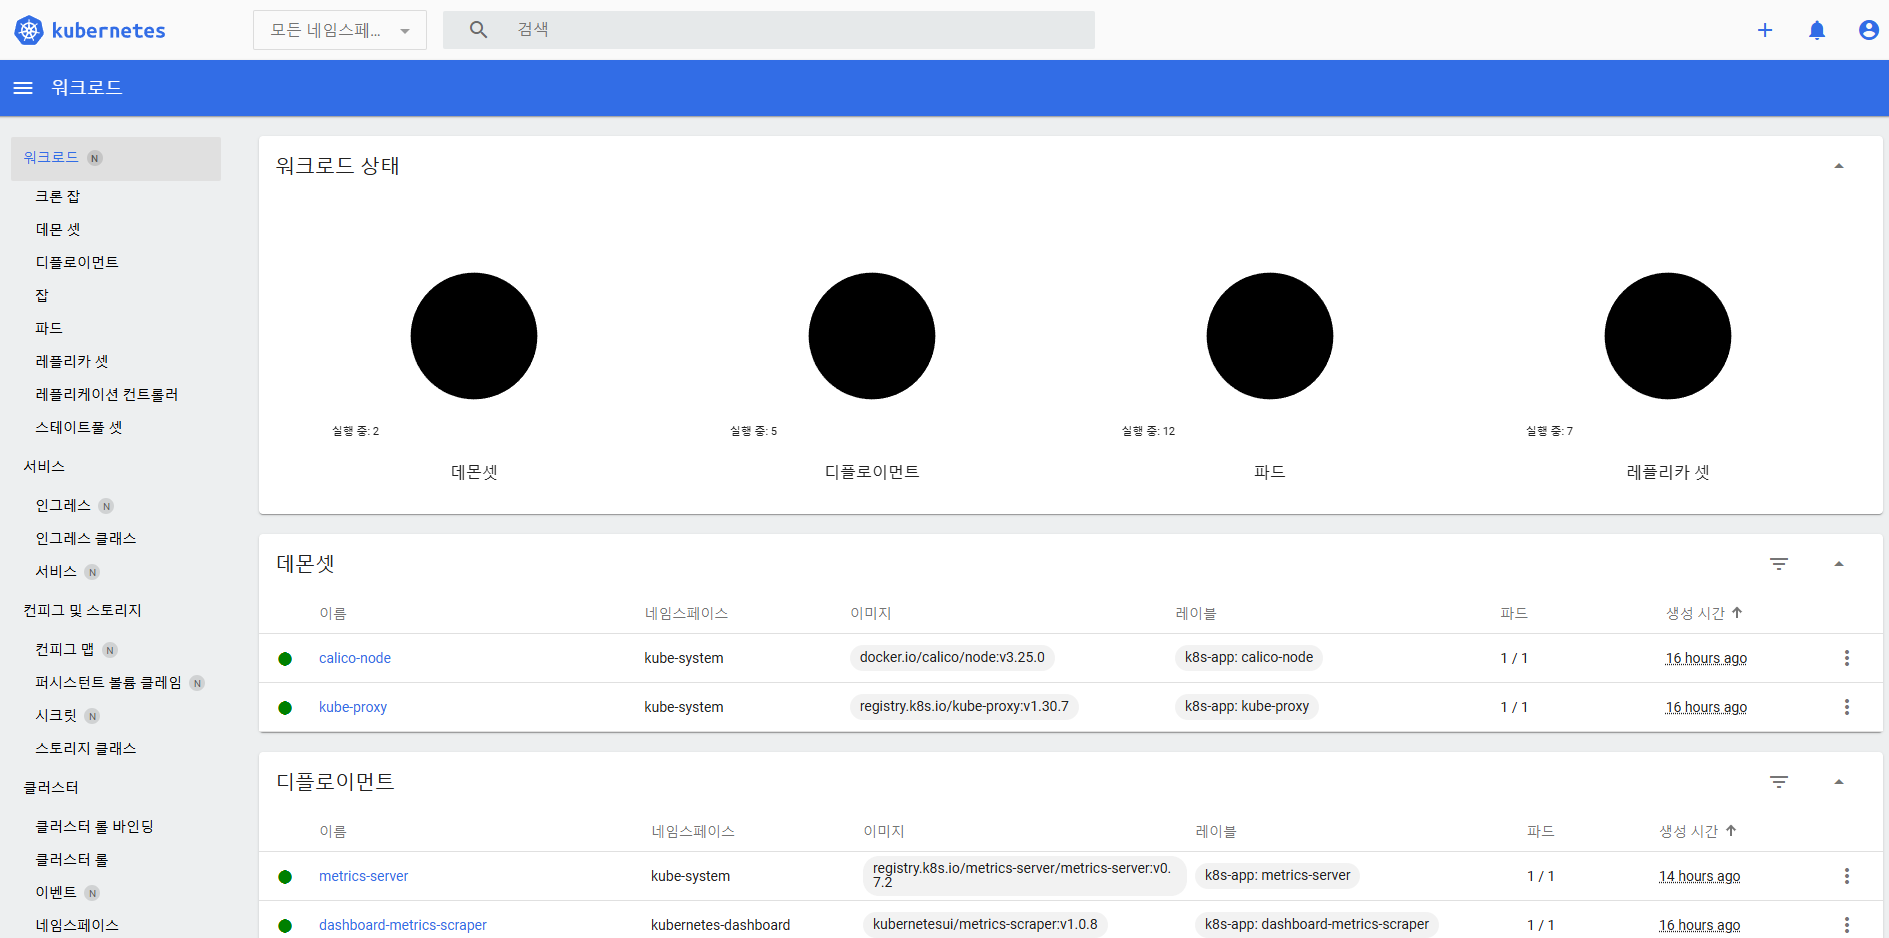 kubernetes
모든 네임스페...
검색
워크로드
워크로드 N
크론 잡
데몬 셋
디플로이먼트
잡
파드
레플리카 셋
레플리케이션 컨트롤러
스테이트풀 셋
서비스
인그레스 N
인그레스 클래스
서비스 N
컨피그 및 스토리지
컨피그 맵 N
퍼시스턴트 볼륨 클레임 N
시크릿 N
스토리지 클래스
클러스터
클러스터 롤 바인딩
클러스터 롤
이벤트 N
네임스페이스
워크로드 상태
실행 중: 2
데몬셋
실행 중: 5
디플로이먼트
실행 중: 12
파드
실행 중: 7
레플리카 셋
데몬셋
이름 네임스페이스 이미지 레이블 파드 생성 시간
calico-node kube-system docker.io/calico/node:v3.25.0 k8s-app: calico-node 1 / 1 16 hours ago
kube-proxy kube-system registry.k8s.io/kube-proxy:v1.30.7 k8s-app: kube-proxy 1 / 1 16 hours ago
디플로이먼트
이름 네임스페이스 이미지 레이블 파드 생성 시간
metrics-server kube-system registry.k8s.io/metrics-server/metrics-server:v0.
7.2 k8s-app: metrics-server 1 / 1 14 hours ago
dashboard-metrics-scraper kubernetes-dashboard kubernetesui/metrics-scraper:v1.0.8 k8s-app: dashboard-metrics-scraper 1 / 1 16 hours ago